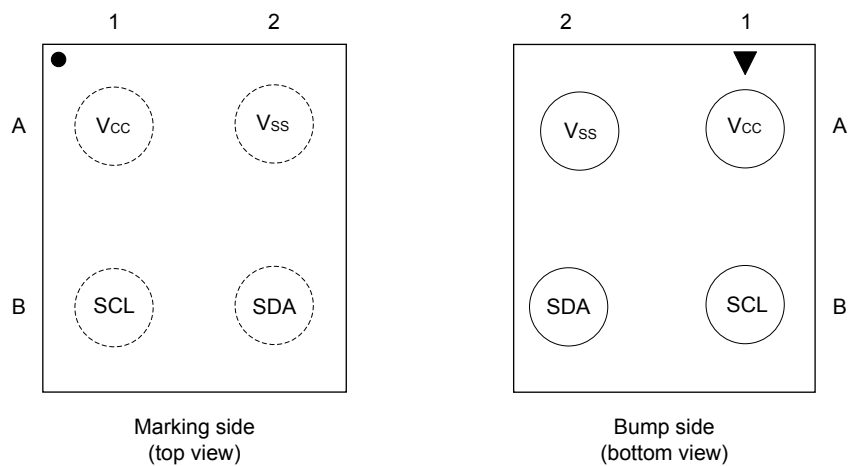 1 2
A VCC VSS
B SCL SDA
Marking side
(top view)
2 1
VSS VCC A
SDA SCL B
Bump side
(bottom view)